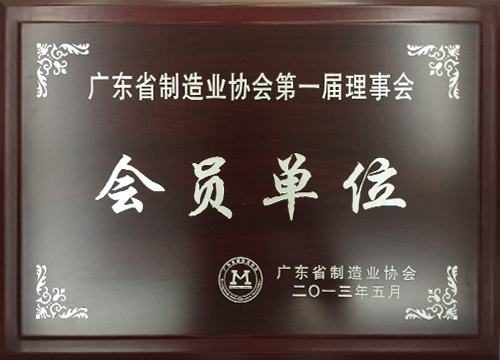 广东省制造业协会第一届理事会
会员单位
M
广东省制造业协会
二〇一三年五月